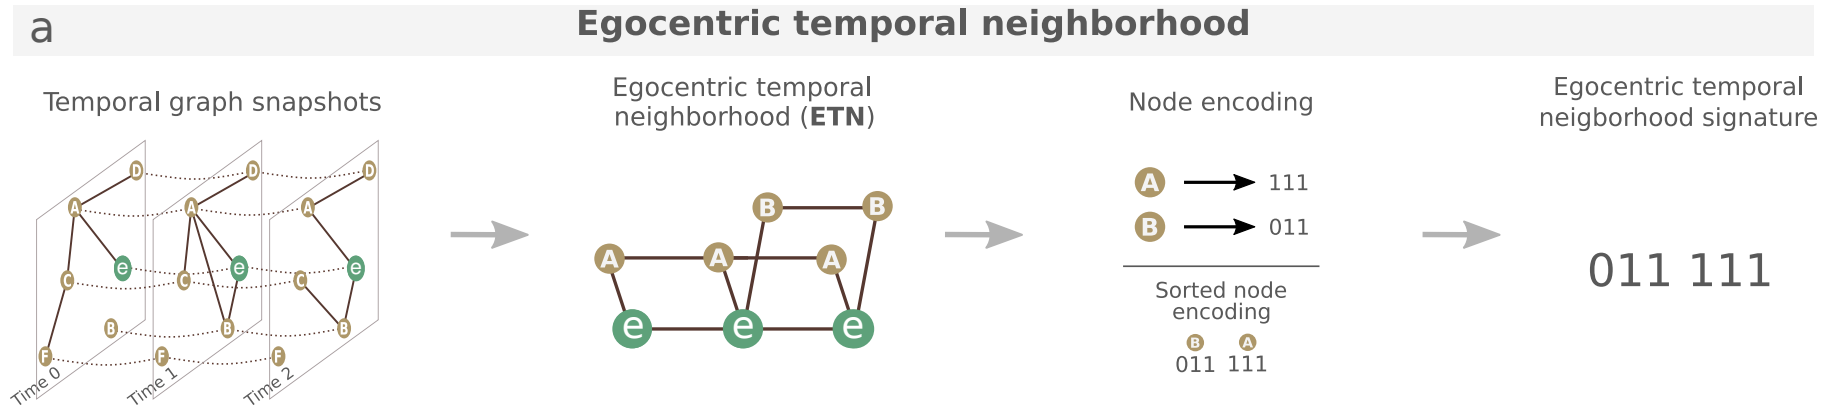 a
Egocentric temporal neighborhood
Temporal graph snapshots
D
D
D
A
A
A
e
e
e
C
C
C
B
B
B
F
F
F
Time 0
Time 1
Time 2
Egocentric temporal
neighborhood (ETN)
B
B
A
A
A
e
e
e
Node encoding
A 111
B 011
Sorted node
encoding
B A
011 111
Egocentric temporal
neigborhood signature
011 111